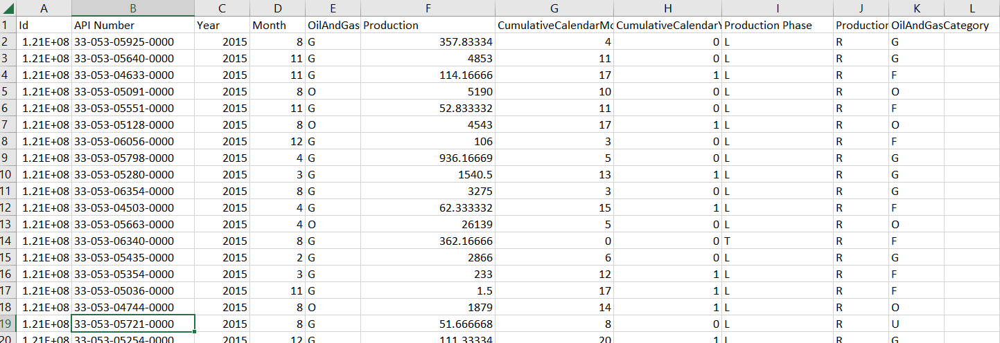 A B C D E F G H I J K L
1 Id API Number Year Month OilAndGas Production CumulativeCalendarMo CumulativeCalendarY Production Phase Production OilAndGasCategory
2 1.21E+08 33-053-05925-0000 2015 8 G 357.83334 4 0 L R G
3 1.21E+08 33-053-05640-0000 2015 11 G 4853 11 0 L R G
4 1.21E+08 33-053-04633-0000 2015 11 G 114.16666 17 1 L R F
5 1.21E+08 33-053-05091-0000 2015 8 O 5190 10 0 L R O
6 1.21E+08 33-053-05551-0000 2015 11 G 52.833332 11 0 L R F
7 1.21E+08 33-053-05128-0000 2015 8 O 4543 17 1 L R O
8 1.21E+08 33-053-06056-0000 2015 12 G 106 3 0 L R F
9 1.21E+08 33-053-05798-0000 2015 4 G 936.16669 5 0 L R G
10 1.21E+08 33-053-05280-0000 2015 3 G 1540.5 13 1 L R G
11 1.21E+08 33-053-06354-0000 2015 8 G 3275 3 0 L R G
12 1.21E+08 33-053-04503-0000 2015 4 G 62.333332 15 1 L R F
13 1.21E+08 33-053-05663-0000 2015 4 O 26139 5 0 L R O
14 1.21E+08 33-053-06340-0000 2015 8 G 362.16666 0 0 T R F
15 1.21E+08 33-053-05435-0000 2015 2 G 2866 6 0 L R G
16 1.21E+08 33-053-05354-0000 2015 3 G 233 12 1 L R F
17 1.21E+08 33-053-05036-0000 2015 11 G 1.5 17 1 L R F
18 1.21E+08 33-053-04744-0000 2015 8 O 1879 14 1 L R O
19 1.21E+08 33-053-05721-0000 2015 8 G 51.666668 8 0 L R U
20 1.21E+08 33-053-05254-0000 2015 12 G 111.33334 20 1 L R G